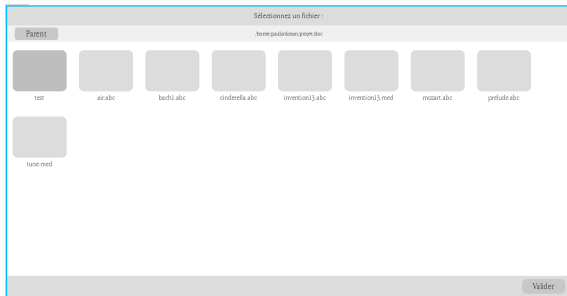 Sélectionnez un fichier :
Parent
/home/paulankman/projet/doc
test
air.abc
bach1.abc
cinderella.abc
invention13.abc
invention13.med
mozart.abc
prelude.abc
tune.med
Valider